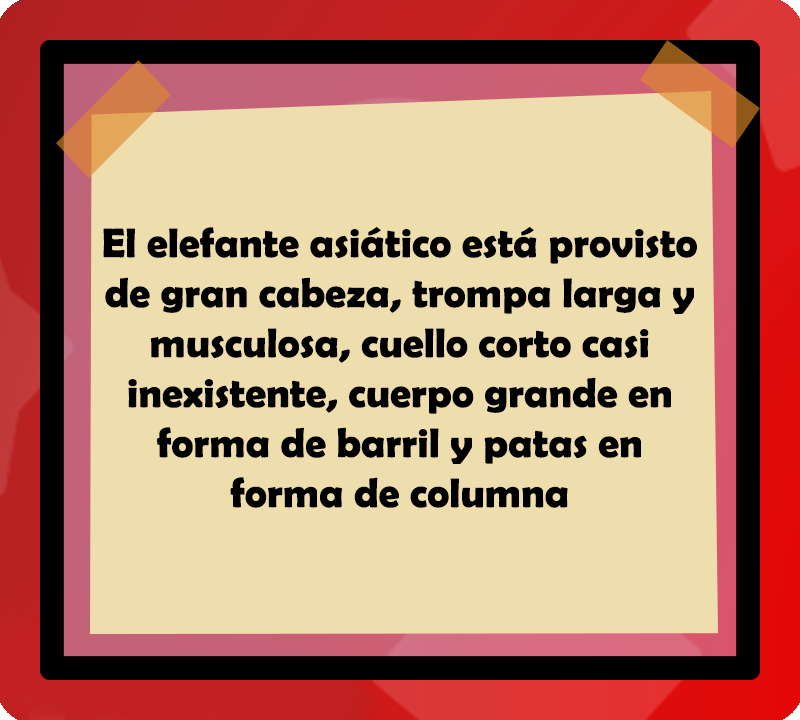 El elefante asiático está provisto
de gran cabeza, trompa larga y
musculosa, cuello corto casi
inexistente, cuerpo grande en
forma de barril y patas en
forma de columna